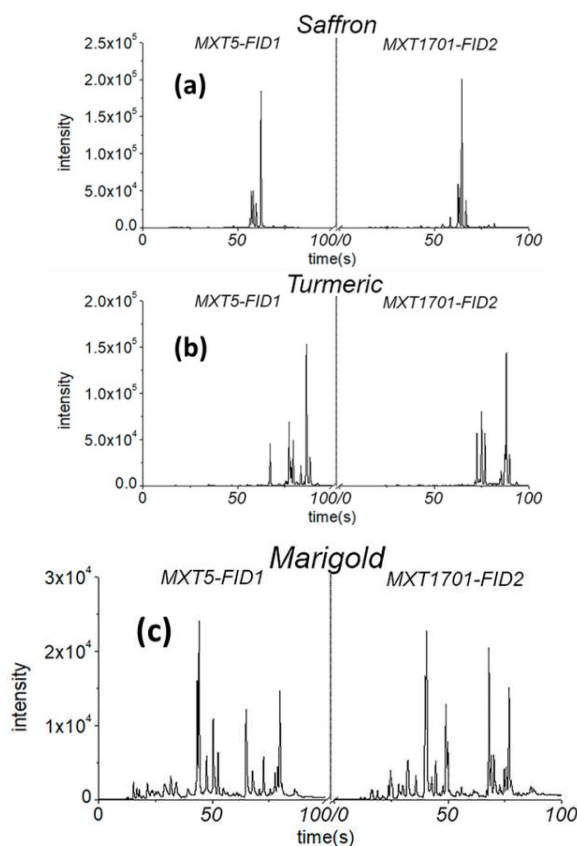 Saffron
MXT5-FID1 MXT1701-FID2
(a)
intensity
2.5x10⁵
2.0x10⁵
1.5x10⁵
1.0x10⁵
5.0x10⁴
0.0
0 50 100/0 50 100
time(s)
Turmeric
MXT5-FID1 MXT1701-FID2
(b)
intensity
2.0x10⁵
1.5x10⁵
1.0x10⁵
5.0x10⁴
0.0
0 50 100/0 50 100
time(s)
Marigold
MXT5-FID1 MXT1701-FID2
(c)
intensity
3x10⁴
2x10⁴
1x10⁴
0
0 50 100/0 50 100
time(s)